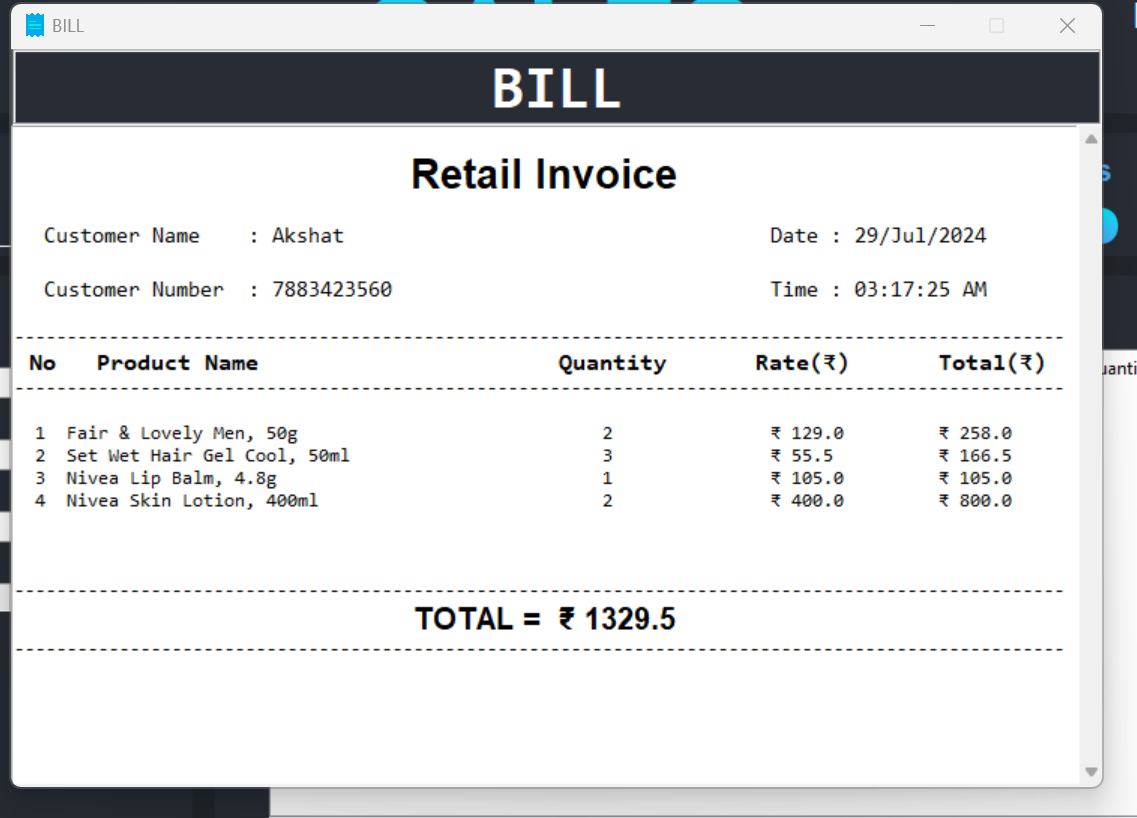 BILL
BILL
Retail Invoice
Customer Name : Akshat Date : 29/Jul/2024
Customer Number : 7883423560 Time : 03:17:25 AM
--------------------------------------------------------------------------------
No Product Name Quantity Rate(₹) Total(₹)
--------------------------------------------------------------------------------
1 Fair & Lovely Men, 50g 2 ₹ 129.0 ₹ 258.0
2 Set Wet Hair Gel Cool, 50ml 3 ₹ 55.5 ₹ 166.5
3 Nivea Lip Balm, 4.8g 1 ₹ 105.0 ₹ 105.0
4 Nivea Skin Lotion, 400ml 2 ₹ 400.0 ₹ 800.0
--------------------------------------------------------------------------------
TOTAL = ₹ 1329.5
--------------------------------------------------------------------------------